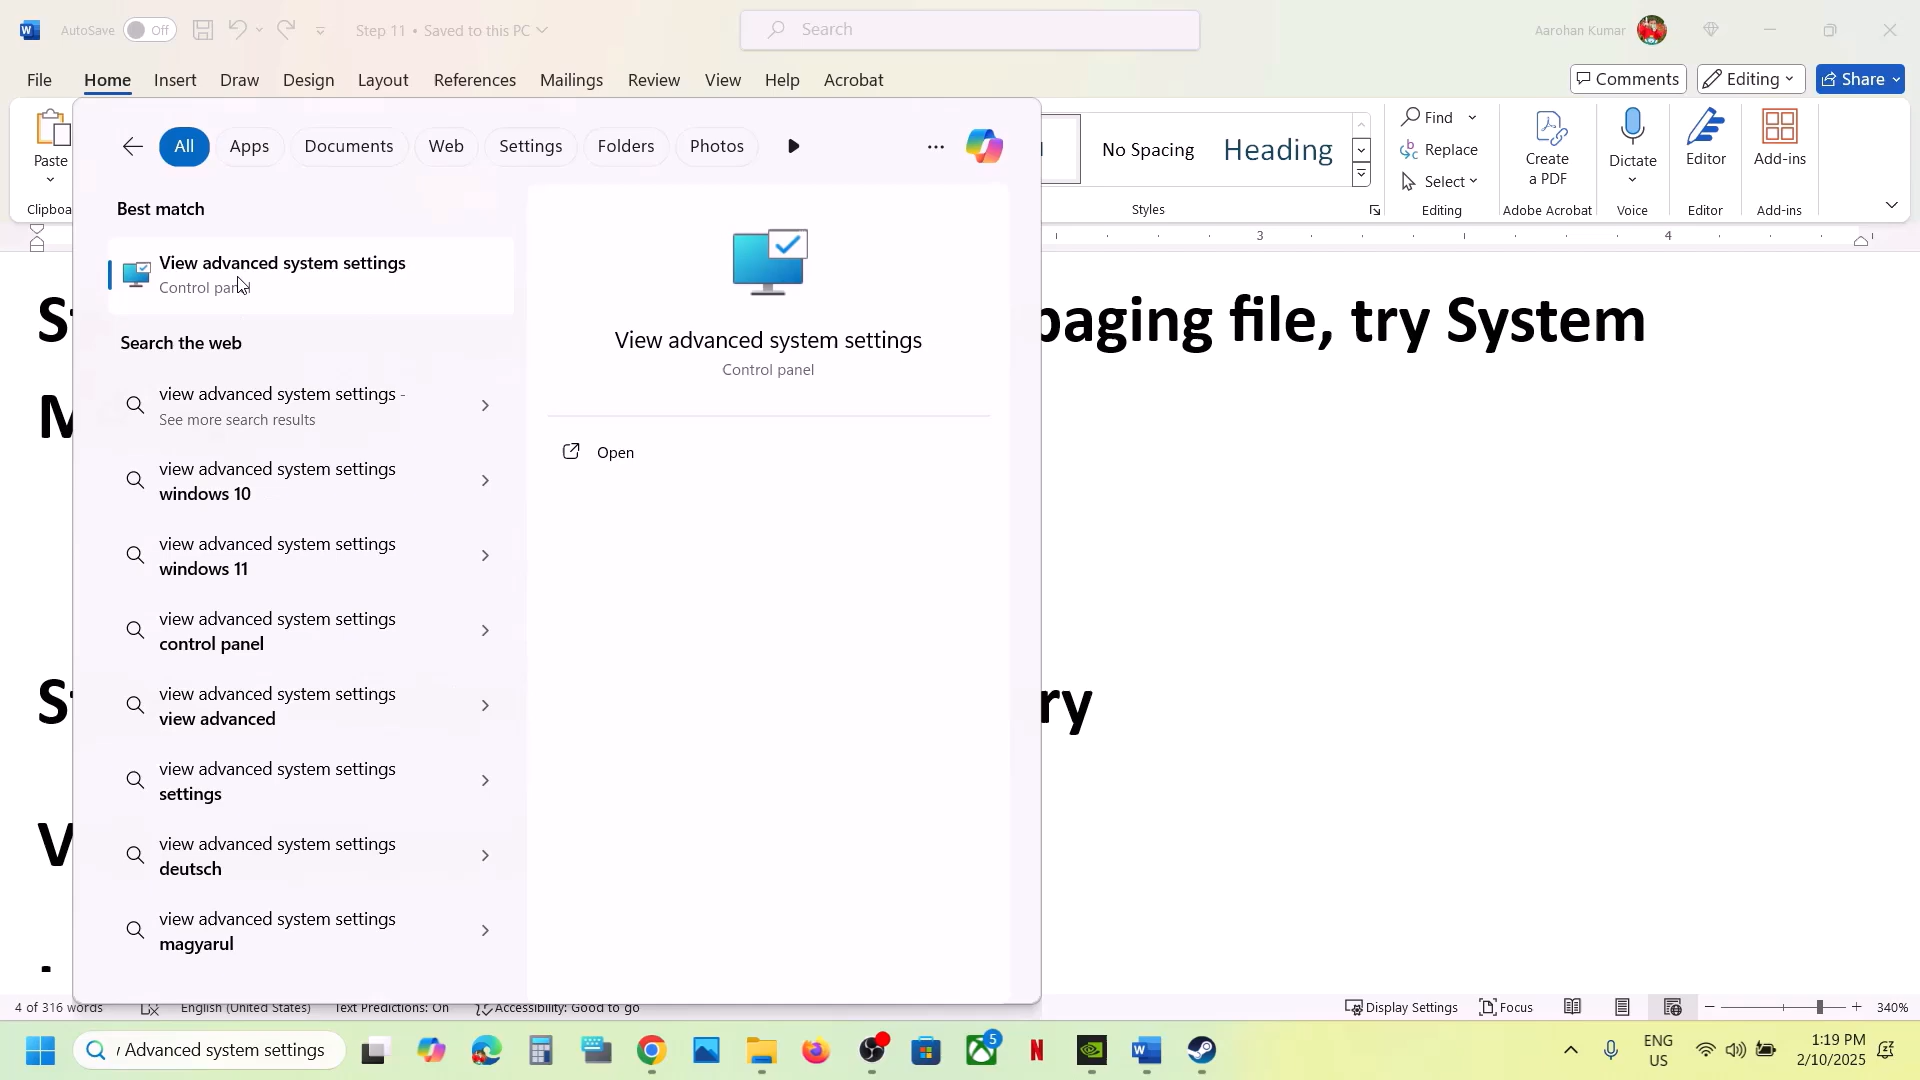 AutoSave Off Step 11 • Saved to this PC Search Aarohan Kumar
File Home Insert Draw Design Layout References Mailings Review View Help Acrobat Comments Editing Share
All Apps Documents Web Settings Folders Photos
Paste
Clipboa
No Spacing Heading
Styles
Find
Replace
Select
Editing
Create
a PDF
Adobe Acrobat
Dictate
Voice
Editor
Editor
Add-ins
Add-ins
3 4
Best match
View advanced system settings
Control panel
Search the web
view advanced system settings -
See more search results
view advanced system settings
windows 10
view advanced system settings
windows 11
view advanced system settings
control panel
view advanced system settings
view advanced
view advanced system settings
settings
view advanced system settings
deutsch
view advanced system settings
magyarul
View advanced system settings
Control panel
Open
paging file, try System
M
ry
V
4 of 316 words English (United States) Text Predictions: On Accessibility: Good to go Display Settings Focus 340%
Advanced system settings
5
ENG
US
1:19 PM
2/10/2025